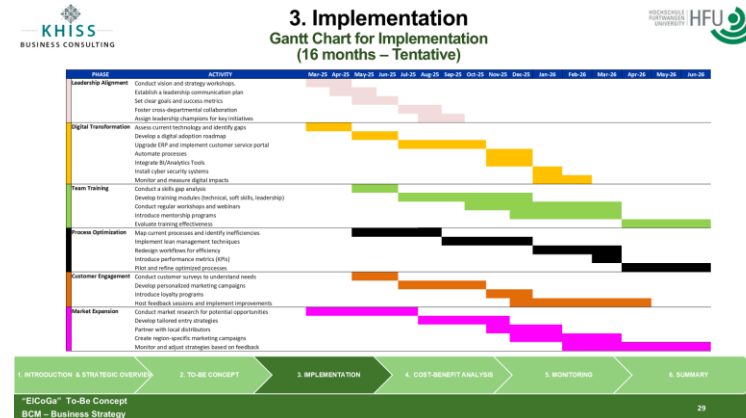 KHISS
BUSINESS CONSULTING
3. Implementation
Gantt Chart for Implementation
(16 months – Tentative)
HOCHSCHULE
FURTWANGEN
UNIVERSITY
HFU
PHASE ACTIVITY Mar-25 Apr-25 May-25 Jun-25 Jul-25 Aug-25 Sep-25 Oct-25 Nov-25 Dec-25 Jan-26 Feb-26 Mar-26 Apr-26 May-26 Jun-26
Leadership Alignment Conduct vision and strategy workshops.
Establish a leadership communication plan
Set clear goals and success metrics
Foster cross-departmental collaboration
Assign leadership champions for key initiatives
Digital Transformation Assess current technology and identify gaps
Develop a digital adoption roadmap
Upgrade ERP and implement customer service portal
Automate processes
Integrate BI/Analytics Tools
Install cyber security systems
Monitor and measure digital impacts
Team Training Conduct a skills gap analysis
Develop training modules (technical, soft skills, leadership)
Conduct regular workshops and webinars
Introduce mentorship programs
Evaluate training effectiveness
Process Optimization Map current processes and identify inefficiencies
Implement lean management techniques
Redesign workflows for efficiency
Introduce performance metrics (KPIs)
Pilot and refine optimized processes
Customer Engagement Conduct customer surveys to understand needs
Develop personalized marketing campaigns
Introduce loyalty programs
Host feedback sessions and implement improvements
Market Expansion Conduct market research for potential opportunities
Develop tailored entry strategies
Partner with local distributors
Create region-specific marketing campaigns
Monitor and adjust strategies based on feedback
1. INTRODUCTION & STRATEGIC OVERVIEW 2. TO-BE CONCEPT 3. IMPLEMENTATION 4. COST-BENEFIT ANALYSIS 5. MONITORING 6. SUMMARY
"ElCoGa" To-Be Concept
BCM – Business Strategy
29